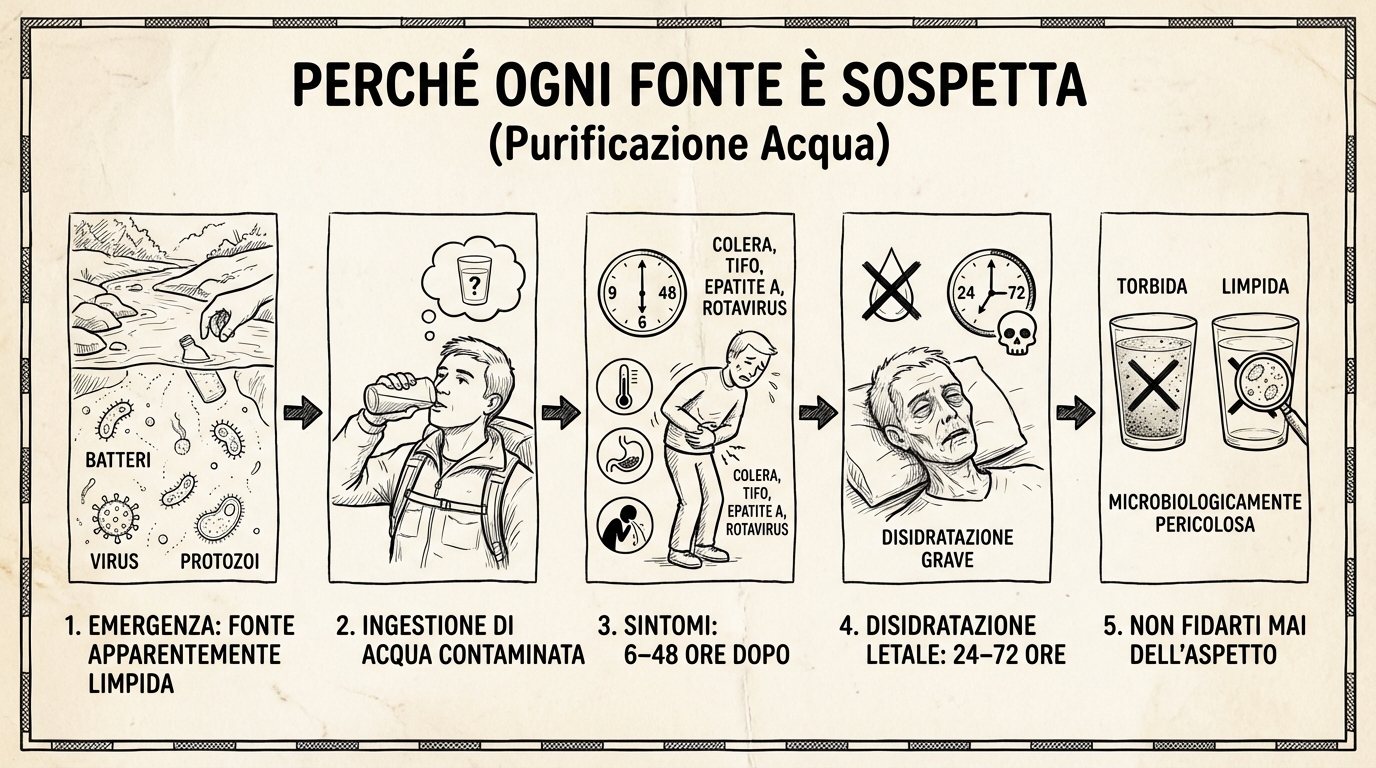 PERCHÉ OGNI FONTE È SOSPETTA
(Purificazione Acqua)
BATTERI
VIRUS
PROTOZOI
1. EMERGENZA: FONTE
APPARENTEMENTE
LIMPIDA
?
2. INGESTIONE DI
ACQUA CONTAMINATA
9
48
6
COLERA,
TIFO,
EPATITE A,
ROTAVIRUS
COLERA,
TIFO,
EPATITE A,
ROTAVIRUS
3. SINTOMI:
6–48 ORE DOPO
24
72
DISIDRATAZIONE
GRAVE
4. DISIDRATAZIONE
LETALE: 24–72 ORE
TORBIDA
LIMPIDA
MICROBIOLOGICAMENTE
PERICOLOSA
5. NON FIDARTI MAI
DELL'ASPETTO